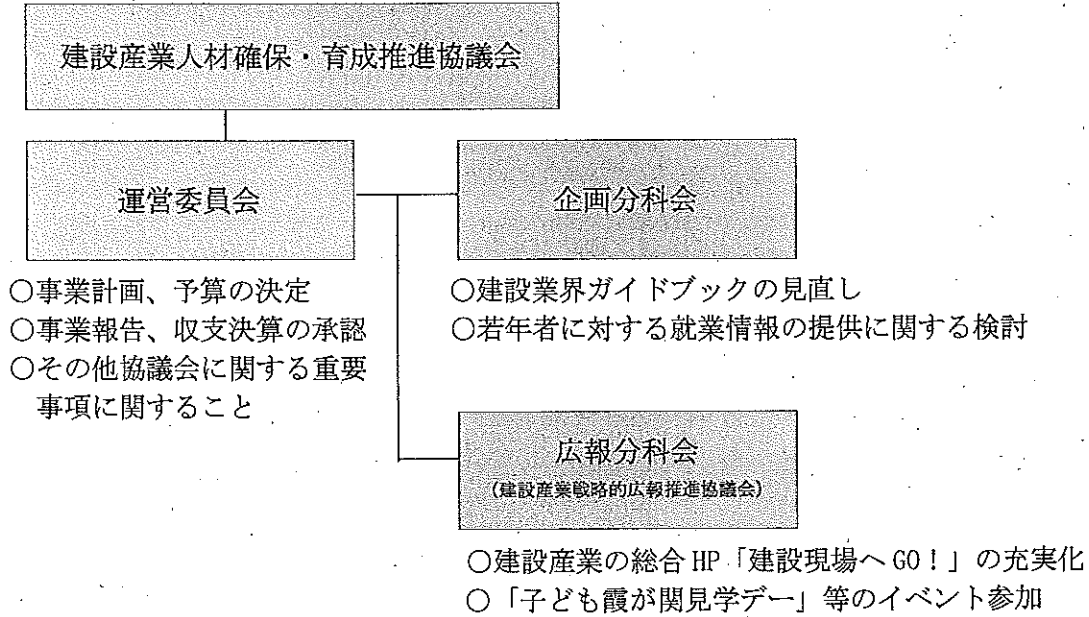 建設産業人材確保・育成推進協議会
運営委員会
○事業計画、予算の決定
○事業報告、収支決算の承認
○その他協議会に関する重要
事項に関すること
企画分科会
○建設業界ガイドブックの見直し
○若年者に対する就業情報の提供に関する検討
広報分科会
(建設産業戦略的広報推進協議会)
○建設産業の総合HP「建設現場へGO！」の充実化
○「子ども霞が関見学デー」等のイベント参加